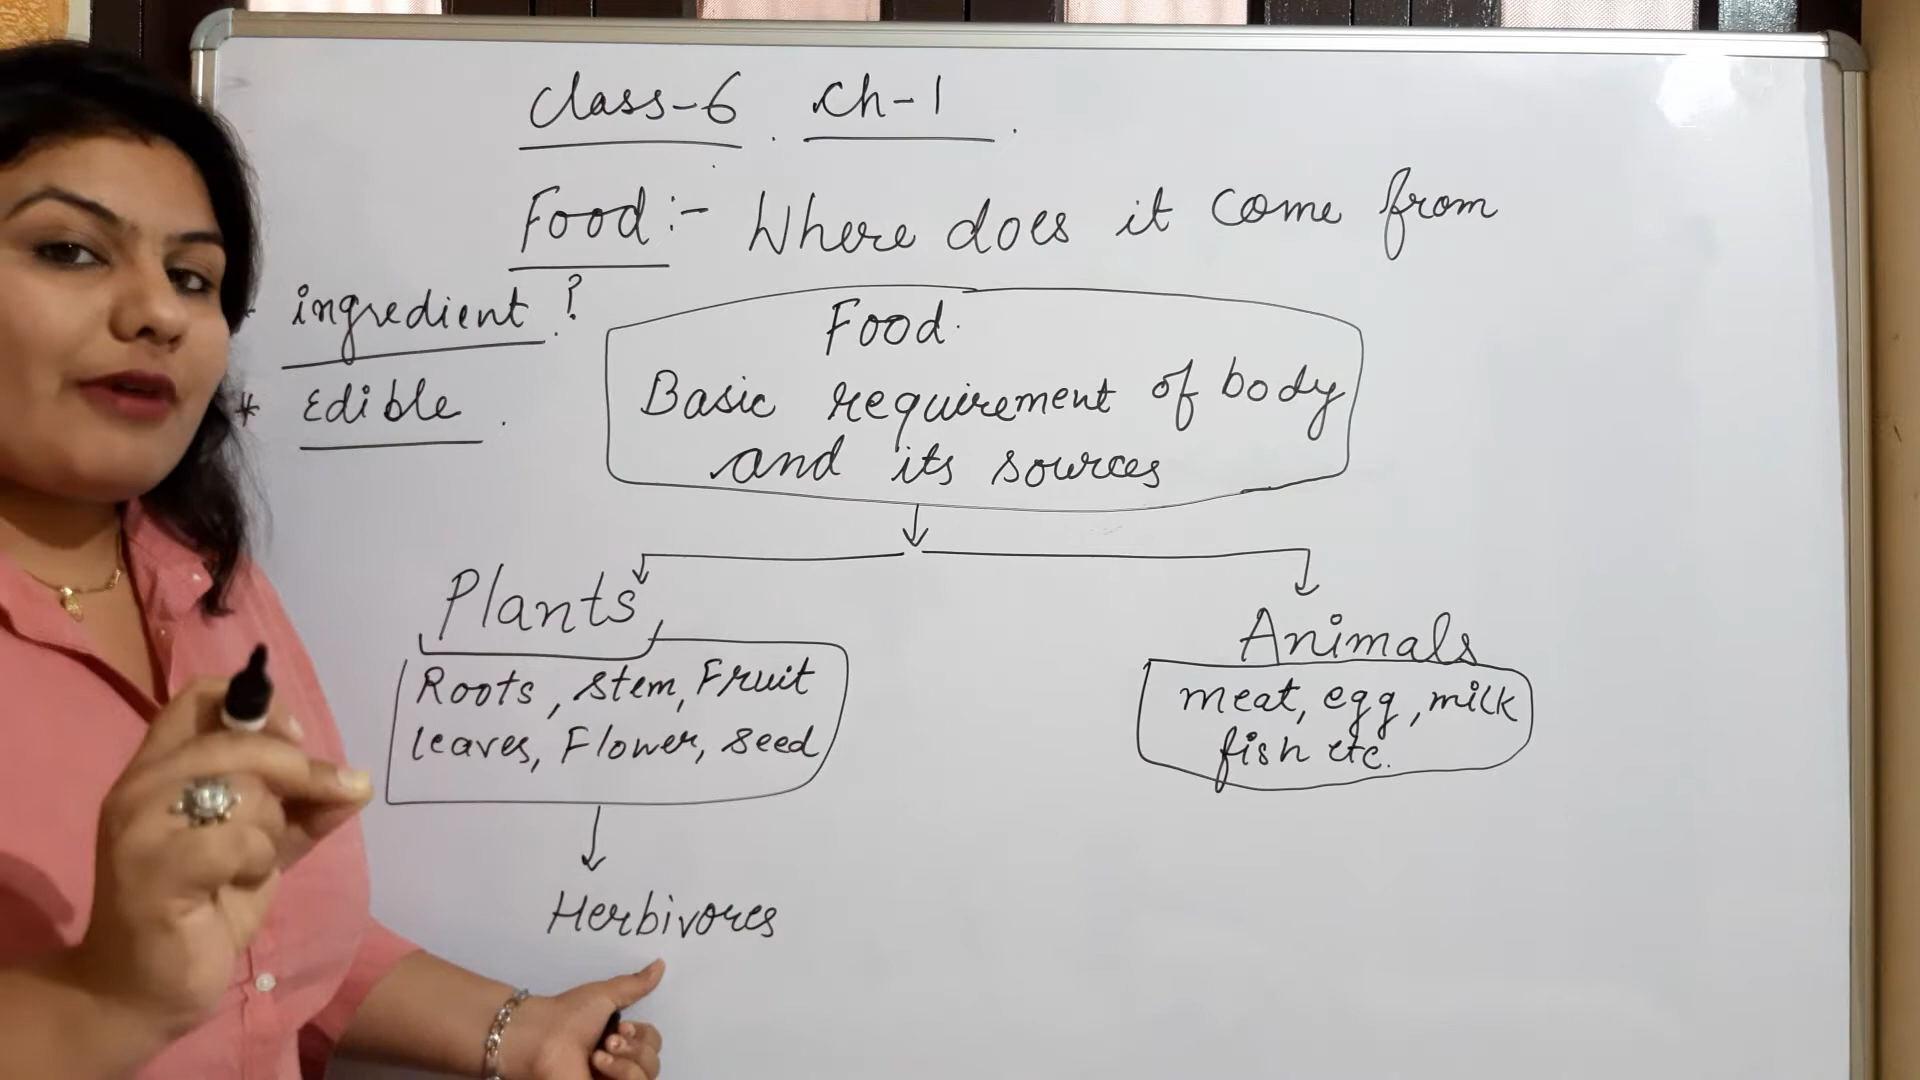 Class-6 Ch-1
Food:- Where does it come from
ingredient ?
* Edible
Food
Basic requirement of body
and its sources
Plants
Roots, Stem, Fruit
leaves, Flower, seed
Herbivores
Animals
meat, egg, milk
fish etc.